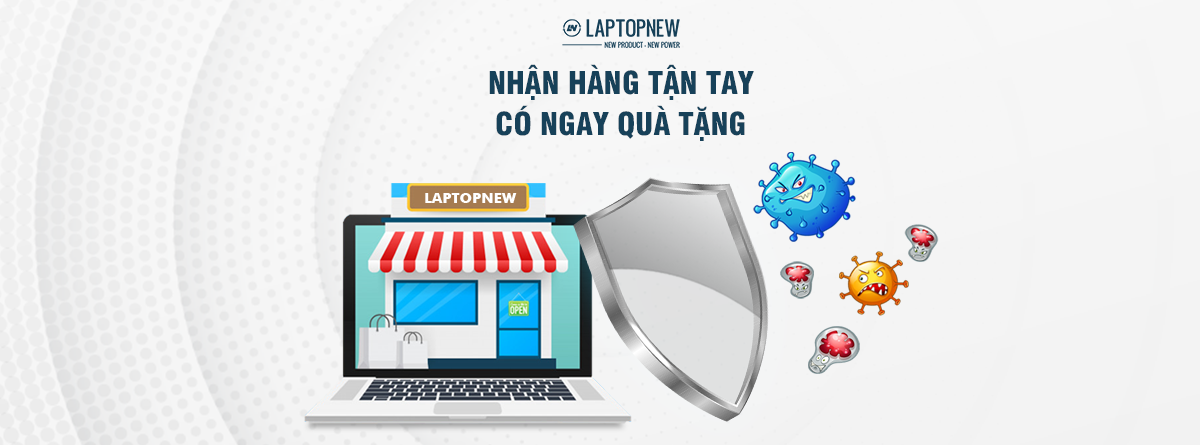 LAPTOPNEW
NEW PRODUCT - NEW POWER
NHẬN HÀNG TẬN TAY
CÓ NGAY QUÀ TẶNG
LAPTOPNEW
OPEN